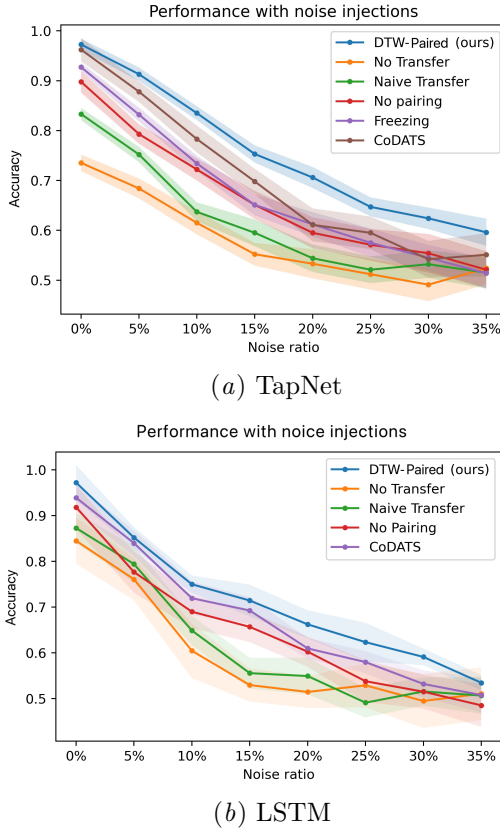 Performance with noise injections
DTW-Paired (ours)
No Transfer
Naive Transfer
No pairing
Freezing
CoDATS
Accuracy
1.0
0.9
0.8
0.7
0.6
0.5
0% 5% 10% 15% 20% 25% 30% 35%
Noise ratio
(a) TapNet
Performance with noice injections
DTW-Paired (ours)
No Transfer
Naive Transfer
No Pairing
CoDATS
Accuracy
1.0
0.9
0.8
0.7
0.6
0.5
0% 5% 10% 15% 20% 25% 30% 35%
Noise ratio
(b) LSTM